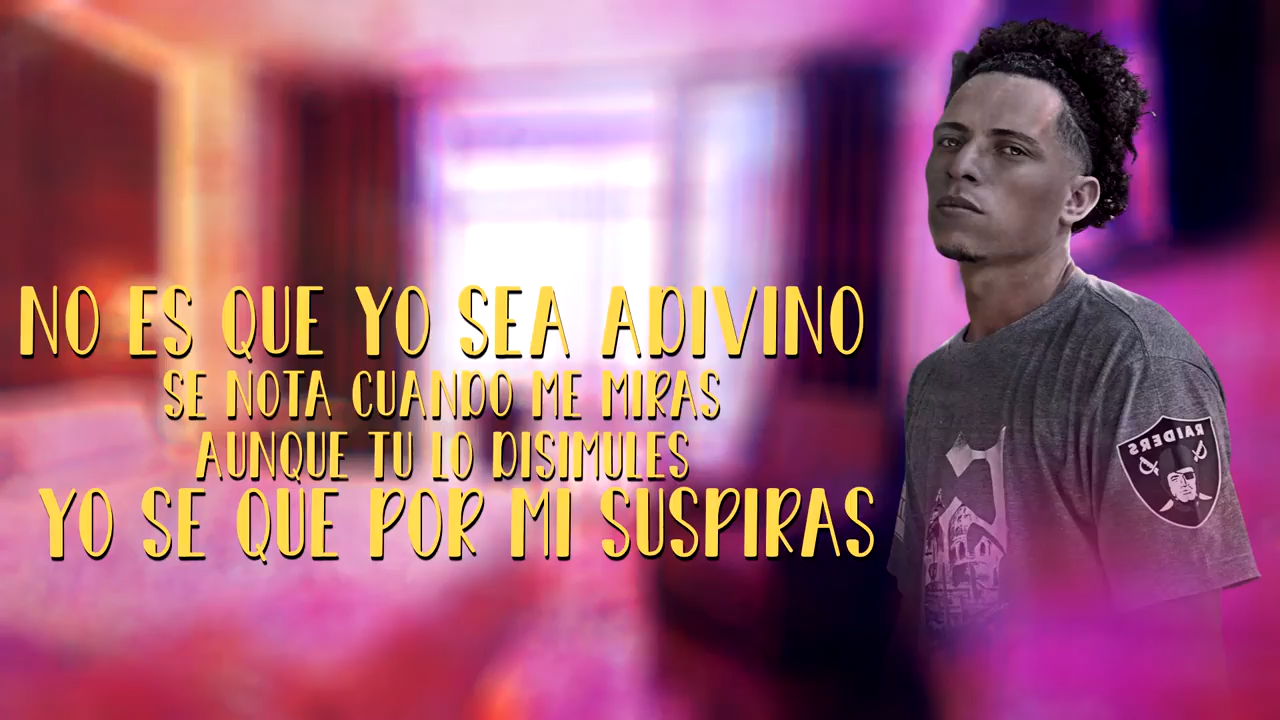 NO ES QUE YO SEA ADIVINO
SE NOTA CUANDO ME MIRAS
AUNQUE TU LO DISIMULES
YO SE QUE POR MI SUSPIRAS
RAIDERS